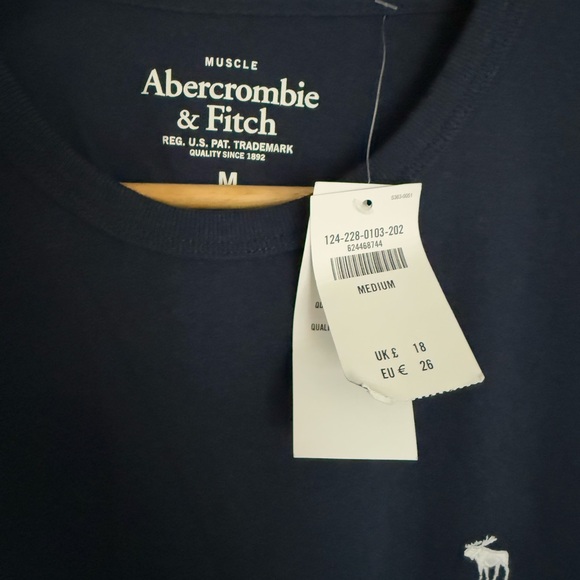 MUSCLE
Abercrombie
& Fitch
REG. U.S. PAT. TRADEMARK
QUALITY SINCE 1892
M
124-228-0103-202
624468744
MEDIUM
UK £ 18
EU € 26
QUAL